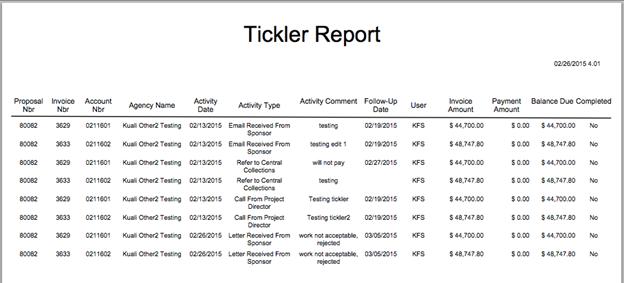 Tickler Report
02/26/2015 4.01
Proposal Nbr Invoice Nbr Account Nbr Agency Name Activity Date Activity Type Activity Comment Follow-Up Date User Invoice Amount Payment Amount Balance Due Completed
80082 3629 0211601 Kuali Other2 Testing 02/13/2015 Email Received From Sponsor testing 02/19/2015 KFS $ 44,700.00 $ 0.00 $ 44,700.00 No
80082 3633 0211602 Kuali Other2 Testing 02/13/2015 Email Received From Sponsor testing edit 1 02/19/2015 KFS $ 48,747.80 $ 0.00 $ 48,747.80 No
80082 3629 0211601 Kuali Other2 Testing 02/13/2015 Refer to Central Collections will not pay 02/27/2015 KFS $ 44,700.00 $ 0.00 $ 44,700.00 No
80082 3633 0211602 Kuali Other2 Testing 02/13/2015 Refer to Central Collections testing KFS $ 48,747.80 $ 0.00 $ 48,747.80 No
80082 3629 0211601 Kuali Other2 Testing 02/13/2015 Call From Project Director Testing tickler 02/19/2015 KFS $ 44,700.00 $ 0.00 $ 44,700.00 No
80082 3633 0211602 Kuali Other2 Testing 02/13/2015 Call From Project Director Testing tickler2 02/19/2015 KFS $ 48,747.80 $ 0.00 $ 48,747.80 No
80082 3629 0211601 Kuali Other2 Testing 02/26/2015 Letter Received From Sponsor work not acceptable, rejected 03/05/2015 KFS $ 44,700.00 $ 0.00 $ 44,700.00 No
80082 3633 0211602 Kuali Other2 Testing 02/26/2015 Letter Received From Sponsor work not acceptable, rejected 03/05/2015 KFS $ 48,747.80 $ 0.00 $ 48,747.80 No